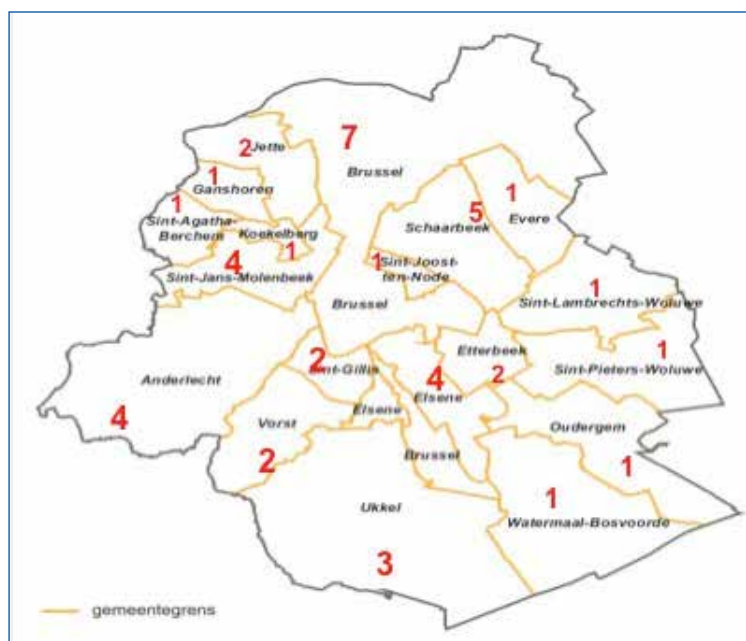 7
2
Jette
Brussel
1
Ganshoren
1
Evere
1
Sint-Agatha-
Berchem
5
Schaarbeek
Koekelberg
1
4
Sint-Jans-Molenbeek
1
Sint-Joost-
ten-Node
1
Sint-Lambrechts-Woluwe
Brussel
Etterbeek
2
1
Sint-Pieters-Woluwe
2
Sint-Gillis
4
Elsene
Anderlecht
4
Elsene
Vorst
2
Oudergem
1
Brussel
1
Watermaal-Bosvoorde
Ukkel
3
gemeentegrens